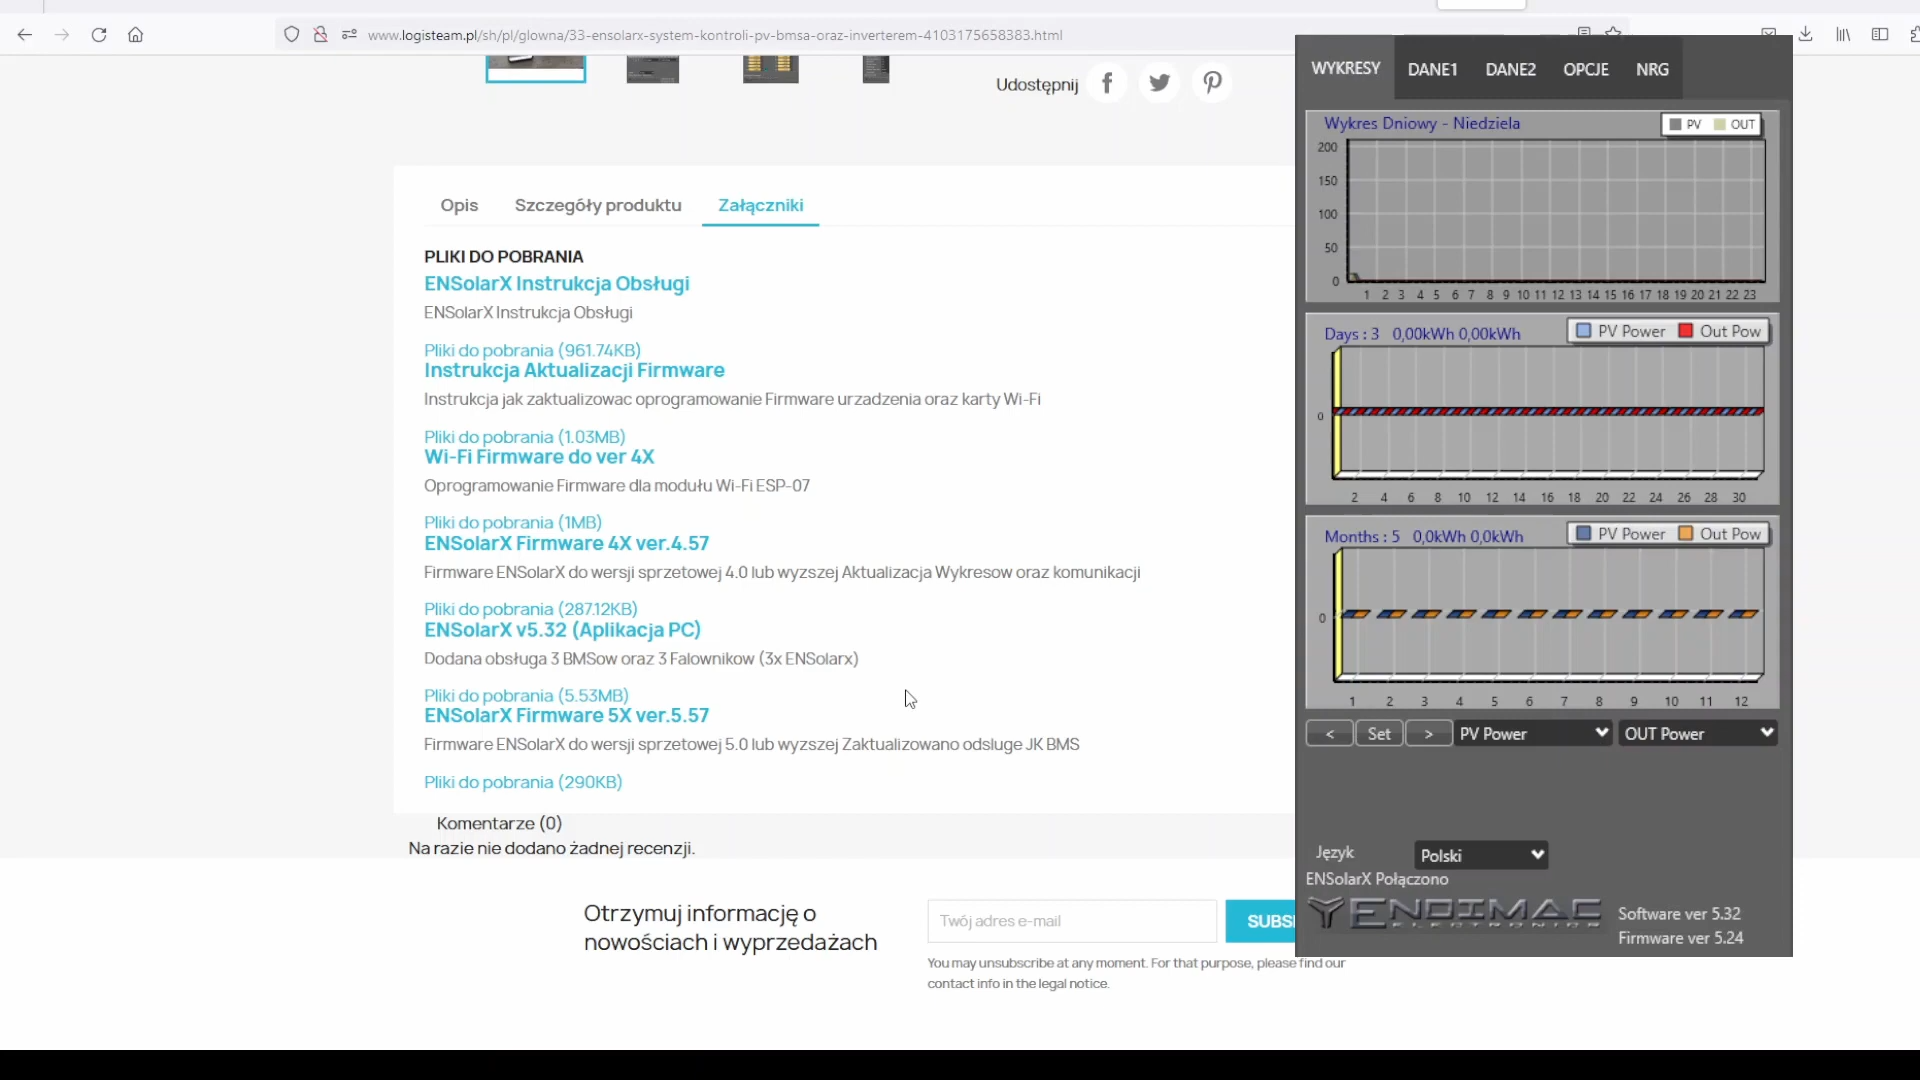 www.logisteam.pl/sh/pl/glowna/33-ensolarx-system-kontroli-pv-bmsa-oraz-inverterem-4103175658383.html
Udostępnij
Opis Szczegóły produktu Załączniki
PLIKI DO POBRANIA
ENSolarX Instrukcja Obsługi
ENSolarX Instrukcja Obsługi
Pliki do pobrania (961.74KB)
Instrukcja Aktualizacji Firmware
Instrukcja jak zaktualizowac oprogramowanie Firmware urzadzenia oraz karty Wi-Fi
Pliki do pobrania (1.03MB)
Wi-Fi Firmware do ver 4X
Oprogramowanie Firmware dla modułu Wi-Fi ESP-07
Pliki do pobrania (1MB)
ENSolarX Firmware 4X ver.4.57
Firmware ENSolarX do wersji sprzetowej 4.0 lub wyzszej Aktualizacja Wykresow oraz komunikacji
Pliki do pobrania (287.12KB)
ENSolarX v5.32 (Aplikacja PC)
Dodana obsługa 3 BMSow oraz 3 Falownikow (3x ENSolarx)
Pliki do pobrania (5.53MB)
ENSolarX Firmware 5X ver.5.57
Firmware ENSolarX do wersji sprzetowej 5.0 lub wyzszej Zaktualizowano odsluge JK BMS
Pliki do pobrania (290KB)
Komentarze (0)
Na razie nie dodano żadnej recenzji.
Otrzymuj informację o
nowościach i wyprzedażach
Twój adres e-mail
SUBS
You may unsubscribe at any moment. For that purpose, please find our
contact info in the legal notice.
WYKRESY DANE1 DANE2 OPCJE NRG
Wykres Dniowy - Niedziela
PV OUT
200
150
100
50
0
1 2 3 4 5 6 7 8 9 10 11 12 13 14 15 16 17 18 19 20 21 22 23
Days : 3 0,00kWh 0,00kWh
PV Power Out Pow
0
2 4 6 8 10 12 14 16 18 20 22 24 26 28 30
Months : 5 0,0kWh 0,0kWh
PV Power Out Pow
0
1 2 3 4 5 6 7 8 9 10 11 12
< Set > PV Power OUT Power
Język Polski
ENSolarX Połączono
ENDIMAC
ELECTRONICS
Software ver 5.32
Firmware ver 5.24